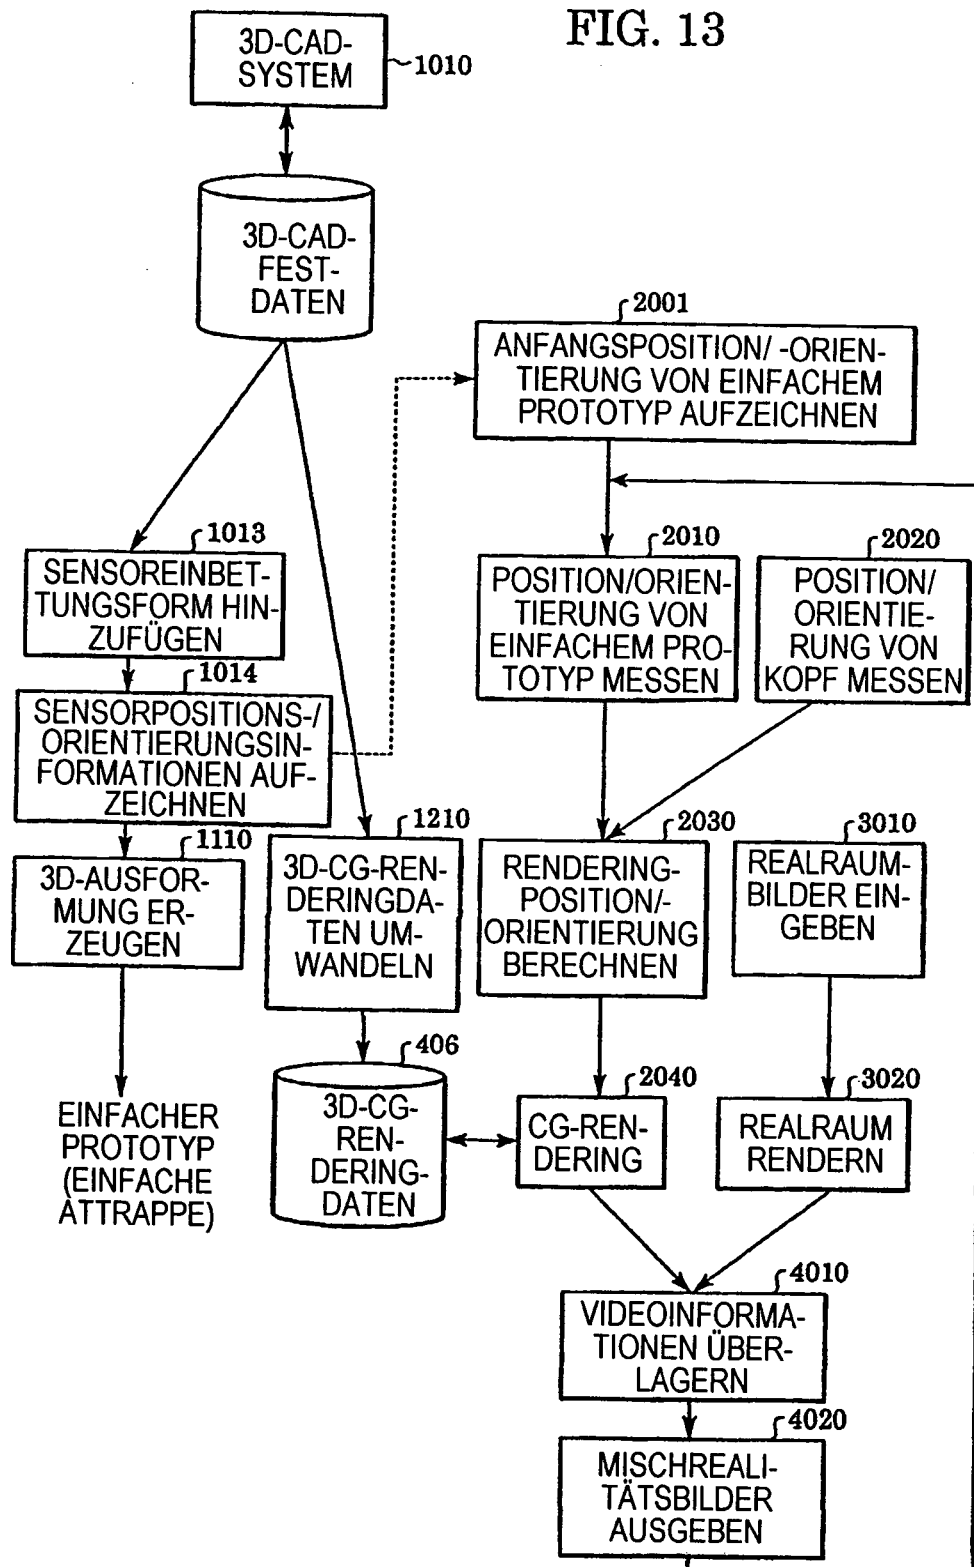 FIG. 13
3D-CAD-
SYSTEM
1010
3D-CAD-
FEST-
DATEN
2001
ANFANGSPOSITION/ -ORIEN-
TIERUNG VON EINFACHEM
PROTOTYP AUFZEICHNEN
1013
SENSOREINBET-
TUNGSFORM HIN-
ZUFÜGEN
2010
POSITION/ORIEN-
TIERUNG VON
EINFACHEM PRO-
TOTYP MESSEN
2020
POSITION/
ORIENTIE-
RUNG VON
KOPF MESSEN
1014
SENSORPOSITIONS-/
ORIENTIERUNGSIN-
FORMATIONEN AUF-
ZEICHNEN
1110
3D-AUSFOR-
MUNG ER-
ZEUGEN
1210
3D-CG-REN-
DERINGDA-
TEN UM-
WANDELN
2030
RENDERING-
POSITION/-
ORIENTIERUNG
BERECHNEN
3010
REALRAUM-
BILDER EIN-
GEBEN
EINFACHER
PROTOTYP
(EINFACHE
ATTRAPPE)
406
3D-CG-
REN-
DERING-
DATEN
2040
CG-REN-
DERING
3020
REALRAUM
RENDERN
4010
VIDEOINFORMA-
TIONEN ÜBER-
LAGERN
4020
MISCHREALI-
TÄTSBILDER
AUSGEBEN